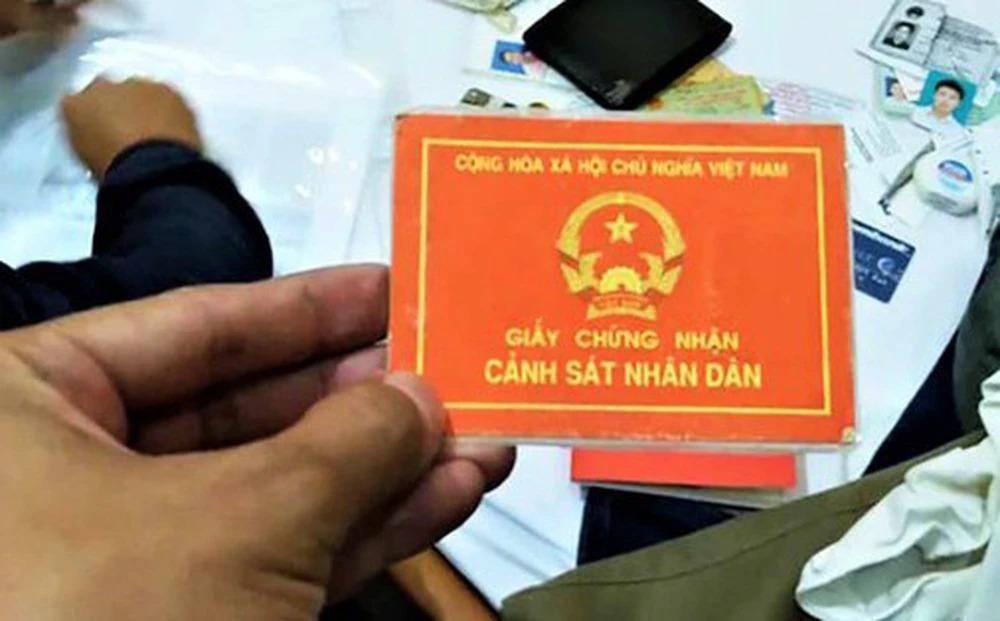 CỘNG HÒA XÃ HỘI CHỦ NGHĨA VIỆT NAM
GIẤY CHỨNG NHẬN
CẢNH SÁT NHÂN DÂN